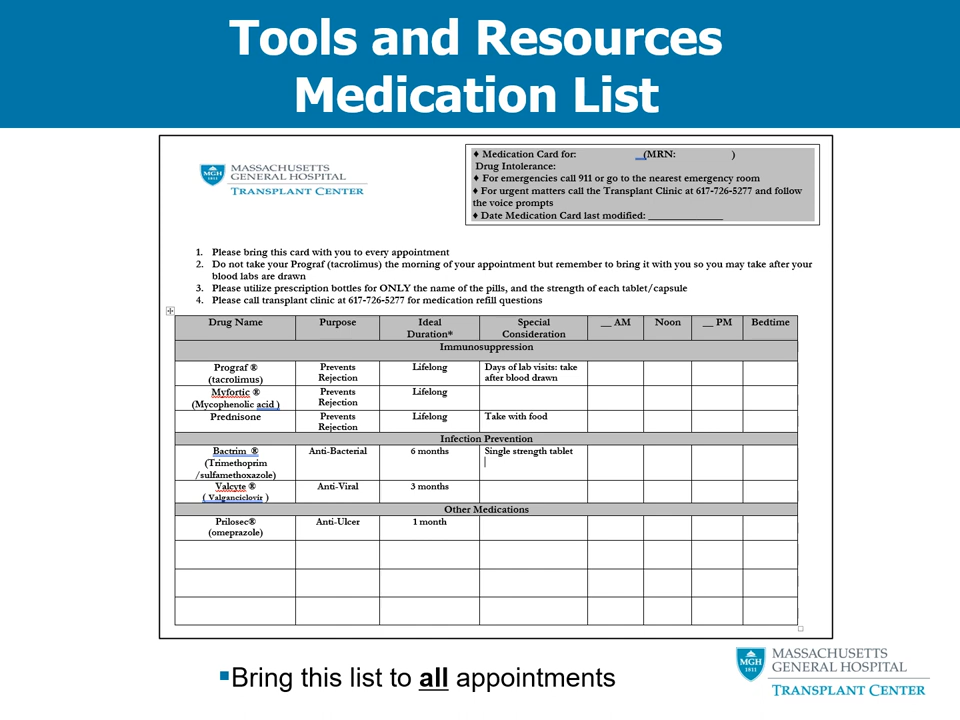 Tools and Resources
Medication List
MGH
1811
MASSACHUSETTS
GENERAL HOSPITAL
TRANSPLANT CENTER
♦ Medication Card for: __(MRN: )
Drug Intolerance:
♦ For emergencies call 911 or go to the nearest emergency room
♦ For urgent matters call the Transplant Clinic at 617-726-5277 and follow
the voice prompts
♦ Date Medication Card last modified: ______________
1. Please bring this card with you to every appointment
2. Do not take your Prograf (tacrolimus) the morning of your appointment but remember to bring it with you so you may take after your
blood labs are drawn
3. Please utilize prescription bottles for ONLY the name of the pills, and the strength of each tablet/capsule
4. Please call transplant clinic at 617-726-5277 for medication refill questions
Drug Name Purpose Ideal Special __ AM Noon __ PM Bedtime
Duration* Consideration
Immunosuppression
Prograf ® Prevents Lifelong Days of lab visits: take
(tacrolimus) Rejection after blood drawn
Myfortic ® Prevents Lifelong
(Mycophenolic acid ) Rejection
Prednisone Prevents Lifelong Take with food
Rejection
Infection Prevention
Bactrim ® Anti-Bacterial 6 months Single strength tablet
(Trimethoprim
/sulfamethoxazole)
Valcyte ® Anti-Viral 3 months
( Valganciclovir )
Other Medications
Prilosec® Anti-Ulcer 1 month
(omeprazole)
▪Bring this list to all appointments
MGH
1811
MASSACHUSETTS
GENERAL HOSPITAL
TRANSPLANT CENTER